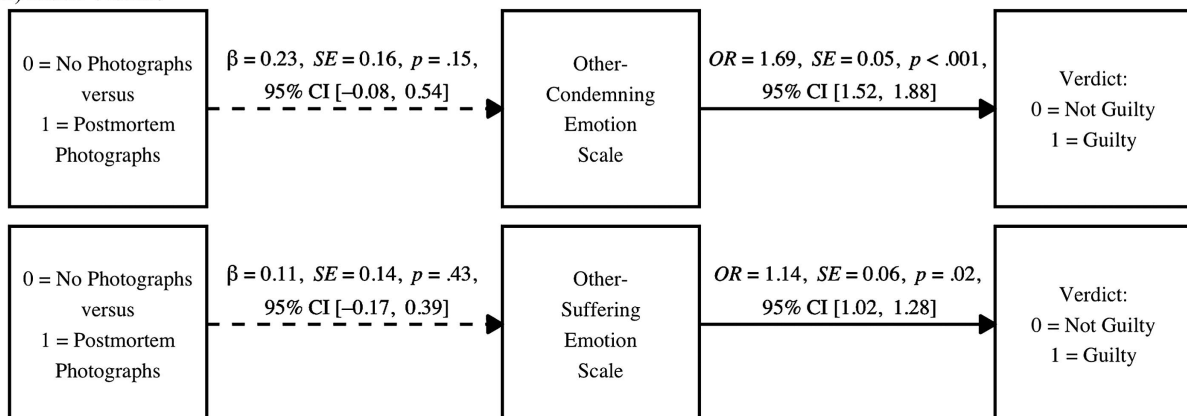 0 = No Photographs
versus
1 = Postmortem
Photographs
β = 0.23, SE = 0.16, p = .15,
95% CI [–0.08, 0.54]
Other-
Condemning
Emotion
Scale
OR = 1.69, SE = 0.05, p < .001,
95% CI [1.52, 1.88]
Verdict:
0 = Not Guilty
1 = Guilty
0 = No Photographs
versus
1 = Postmortem
Photographs
β = 0.11, SE = 0.14, p = .43,
95% CI [–0.17, 0.39]
Other-
Suffering
Emotion
Scale
OR = 1.14, SE = 0.06, p = .02,
95% CI [1.02, 1.28]
Verdict:
0 = Not Guilty
1 = Guilty